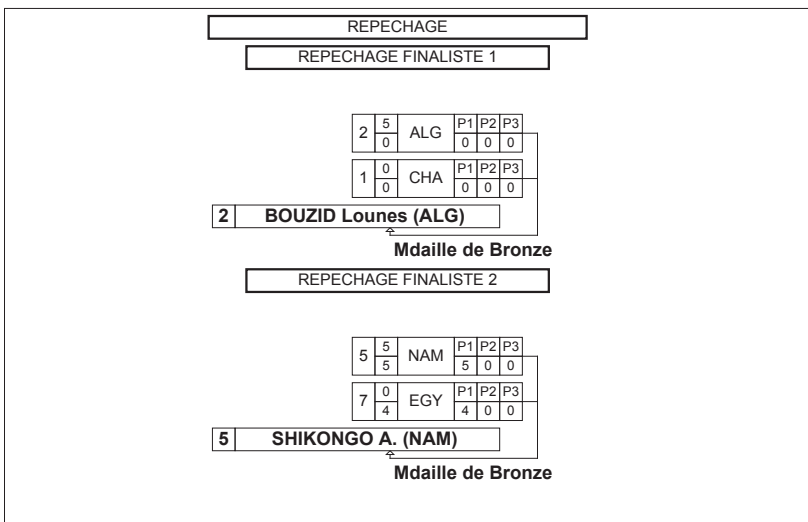 REPECHAGE
REPECHAGE FINALISTE 1
2 5 0 ALG P1 P2 P3 0 0 0
1 0 0 CHA P1 P2 P3 0 0 0
2 BOUZID Lounes (ALG)
Mdaille de Bronze
REPECHAGE FINALISTE 2
5 5 5 NAM P1 P2 P3 5 0 0
7 0 4 EGY P1 P2 P3 4 0 0
5 SHIKONGO A. (NAM)
Mdaille de Bronze